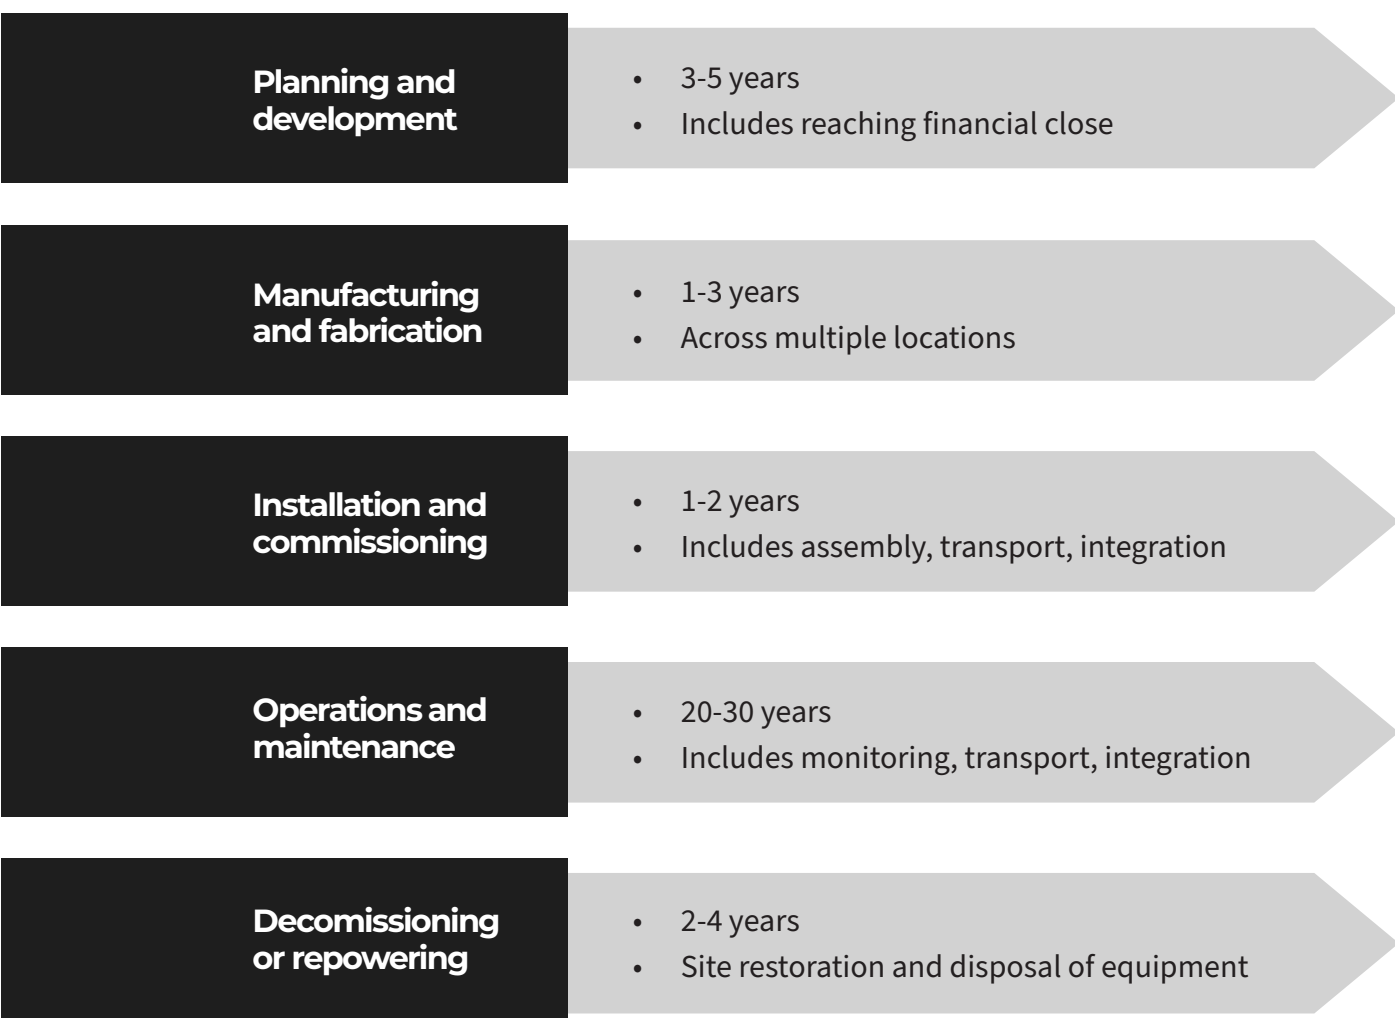 Planning and
development
• 3-5 years
• Includes reaching financial close
Manufacturing
and fabrication
• 1-3 years
• Across multiple locations
Installation and
commissioning
• 1-2 years
• Includes assembly, transport, integration
Operations and
maintenance
• 20-30 years
• Includes monitoring, transport, integration
Decomissioning
or repowering
• 2-4 years
• Site restoration and disposal of equipment